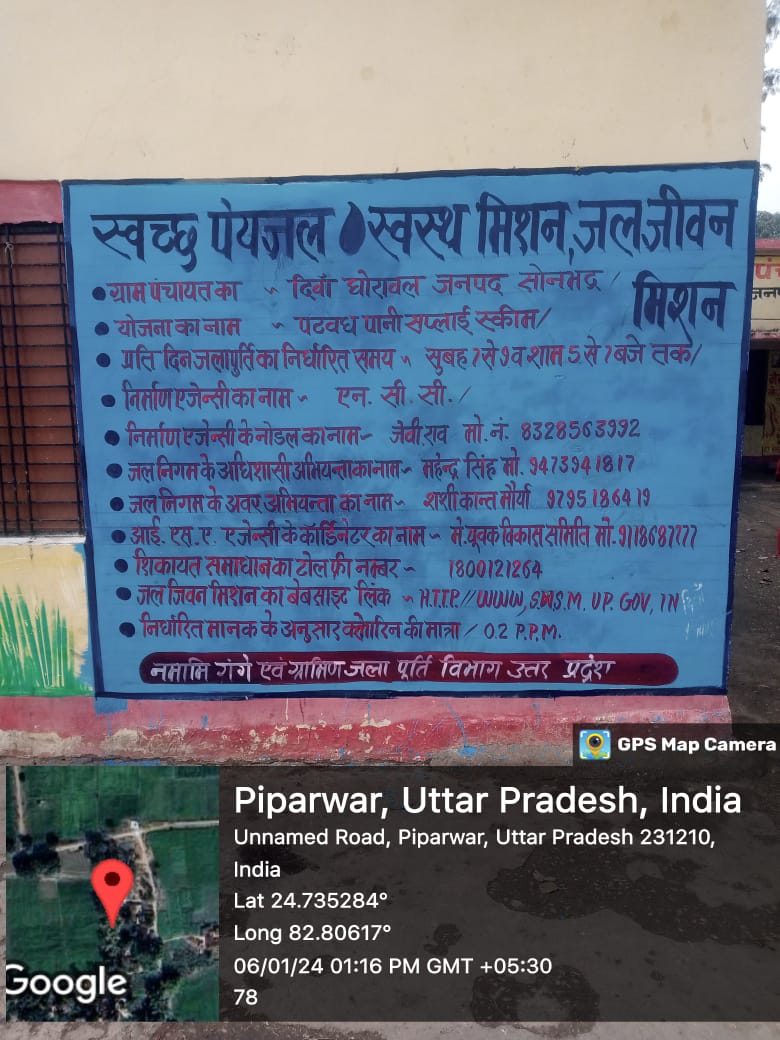 स्वच्छ पेयजल स्वस्थ मिशन, जल जीवन
मिशन
ग्राम पंचायत का ~ दिवॉ घोरावल जनपद सोनभद्र /
योजना का नाम ~ पटवध पानी सप्लाई स्कीम/
प्रति दिन जलापुर्ति का निर्धारित समय ~ सुबह 7 से 9 व शाम 5 से 7 बजे तक/
निर्माण एजेन्सी का नाम ~ एन. सी. सी. /
निर्माण एजेन्सी के नोडल का नाम~ जेवी राव मो. नं. 8328563992
जल निगम के अधिशासी अभियन्ता का नाम~ महेन्द्र सिंह मो. 9473941817
जल निगम के अवर अभियन्ता का नाम~ शशी कान्त मौर्या 9795186419
आई. एस. ए. एजेन्सी के कॉर्डिनेटर का नाम ~ मे. युवक विकास समिति मो. 9118687777
शिकायत समाधान का टोल फ्री नम्बर ~ 1800121264
जल जिवन मिशन का बेबसाइट लिंक ~ H.T.T.P.//WWW, S.W.S.M. UP. GOV, IN
निर्धारित मानक के अनुसार क्लोरिन की मात्रा / 0.2 P.P.M.
नमामि गंगे एवं ग्रामिण जला पूर्ति विभाग उत्तर प्रदेश
GPS Map Camera
Piparwar, Uttar Pradesh, India
Unnamed Road, Piparwar, Uttar Pradesh 231210,
India
Lat 24.735284°
Long 82.80617°
06/01/24 01:16 PM GMT +05:30
78
Google